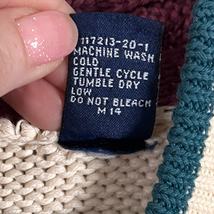 117213-20-1
MACHINE WASH
COLD
GENTLE CYCLE
TUMBLE DRY
LOW
DO NOT BLEACH
M 14